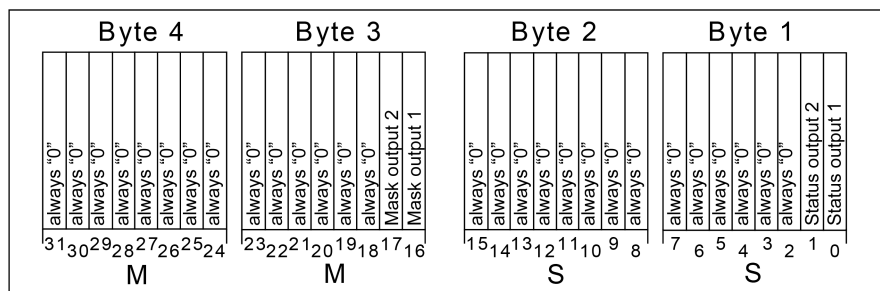 Byte 4 Byte 3 Byte 2 Byte 1
always “0” always “0” always “0” always “0” always “0” always “0” always “0” always “0” always “0” always “0” always “0” always “0” always “0” always “0” Mask output 2 Mask output 1 always “0” always “0” always “0” always “0” always “0” always “0” always “0” always “0” always “0” always “0” always “0” always “0” always “0” always “0” Status output 2 Status output 1
31 30 29 28 27 26 25 24 23 22 21 20 19 18 17 16 15 14 13 12 11 10 9 8 7 6 5 4 3 2 1 0
M M S S